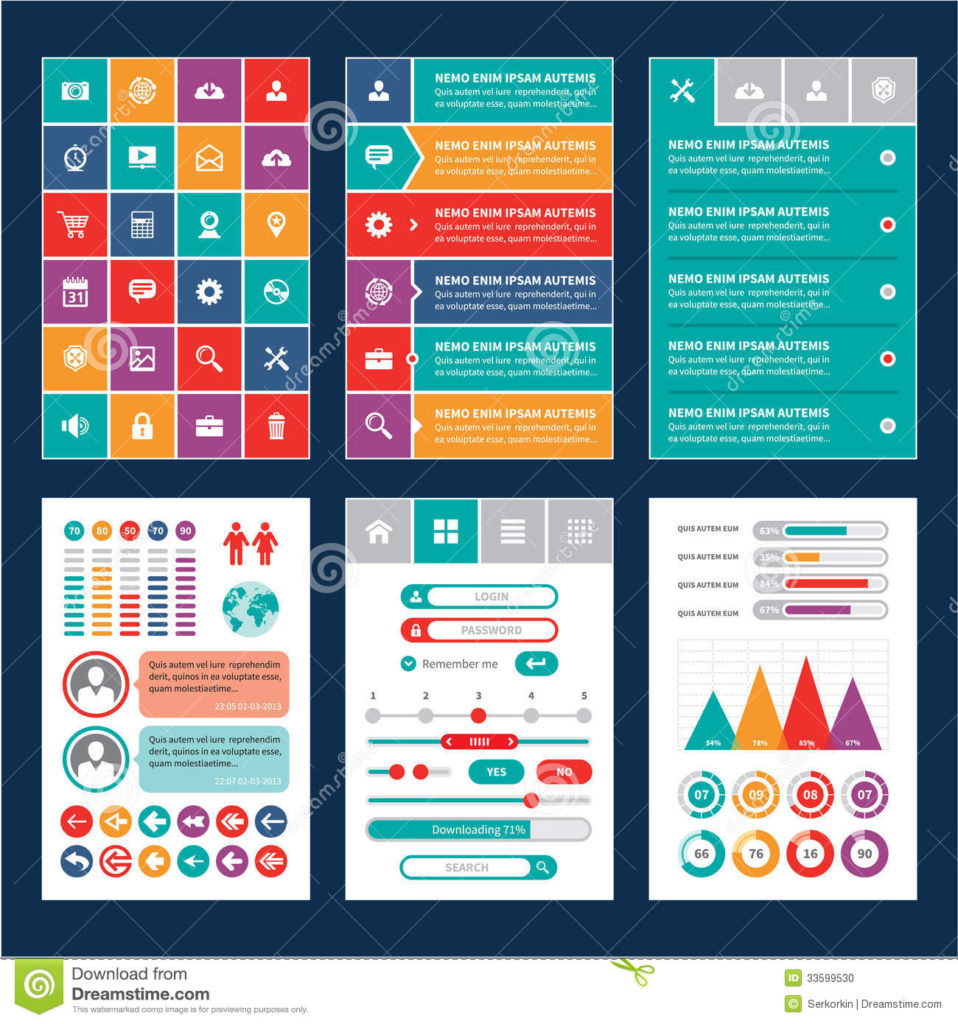 31
NEMO ENIM IPSAM AUTEMIS
Quis autem vel iure reprehenderit, qui in
ea voluptate esse, quam molestiaetime...
NEMO ENIM IPSAM AUTEMIS
Quis autem vel iure reprehenderit, qui in
ea voluptate esse, quam molestiaetime...
NEMO ENIM IPSAM AUTEMIS
Quis autem vel iure reprehenderit, qui in
ea voluptate esse, quam molestiaetime...
NEMO ENIM IPSAM AUTEMIS
Quis autem vel iure reprehenderit, qui in
ea voluptate esse, quam molestiaetime...
NEMO ENIM IPSAM AUTEMIS
Quis autem vel iure reprehenderit, qui in
ea voluptate esse, quam molestiaetime...
NEMO ENIM IPSAM AUTEMIS
Quis autem vel iure reprehenderit, qui in
ea voluptate esse, quam molestiaetime...
NEMO ENIM IPSAM AUTEMIS
Quis autem vel iure reprehenderit, qui in
ea voluptate esse, quam molestiaetime...
NEMO ENIM IPSAM AUTEMIS
Quis autem vel iure reprehenderit, qui in
ea voluptate esse, quam molestiaetime...
NEMO ENIM IPSAM AUTEMIS
Quis autem vel iure reprehenderit, qui in
ea voluptate esse, quam molestiaetime...
NEMO ENIM IPSAM AUTEMIS
Quis autem vel iure reprehenderit, qui in
ea voluptate esse, quam molestiaetime...
NEMO ENIM IPSAM AUTEMIS
Quis autem vel iure reprehenderit, qui in
ea voluptate esse, quam molestiaetime...
70 80 50 70 90
Quis autem vel iure reprehendim
derit, quinos in ea voluptate esse,
quam molestiaetime...
23:05 02-03-2013
Quis autem vel iure reprehendim
derit, quinos in ea voluptate esse,
quam molestiaetime...
22:07 02-03-2013
LOGIN
PASSWORD
Remember me
1 2 3 4 5
YES NO
Downloading 71%
SEARCH
QUIS AUTEM EUM 63%
QUIS AUTEM EUM 35%
QUIS AUTEM EUM 84%
QUIS AUTEM EUM 67%
54% 78% 85% 67%
07 09 08 07
66 76 16 90
dreamstime
Download from
Dreamstime.com
This watermarked comp image is for previewing purposes only.
ID 33599530
© Serkorkin | Dreamstime.com